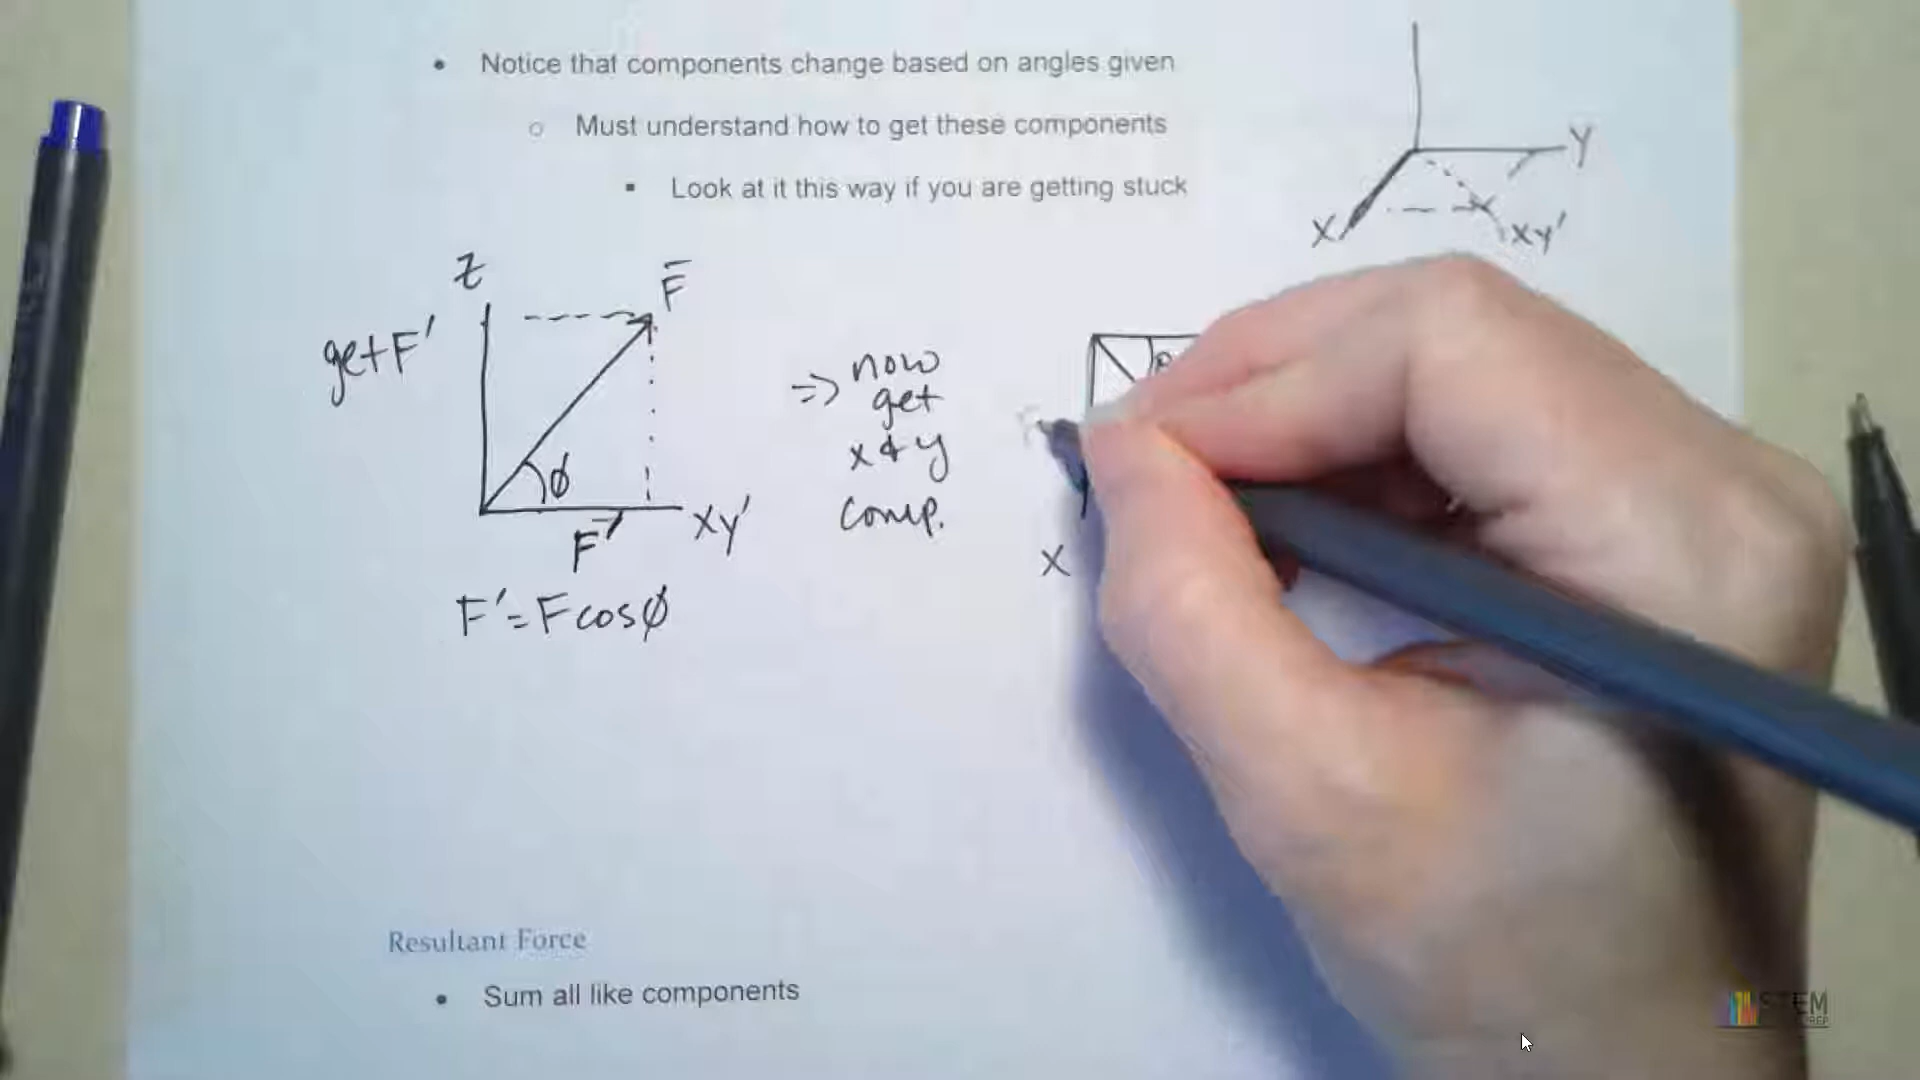 • Notice that components change based on angles given
○ Must understand how to get these components
▪ Look at it this way if you are getting stuck
Y
X
xy'
z
F̄
get F'
ϕ
xy'
F'
F'=Fcosϕ
=> now
get
x & y
comp.
θ
F
X
Resultant Force
• Sum all like components
STEM
PREP